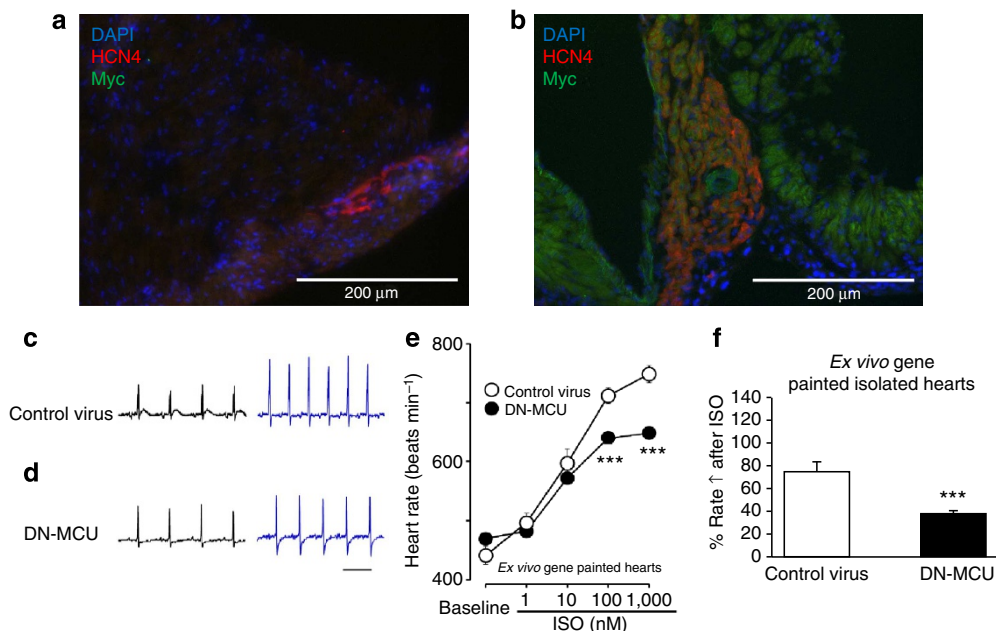 a
DAPI
HCN4
Myc
200 μm
b
DAPI
HCN4
Myc
200 μm
c
Control virus
d
DN-MCU
e
Heart rate (beats min⁻¹)
800
600
400
Control virus
DN-MCU
***
***
Ex vivo gene painted hearts
Baseline
1
10
100
1,000
ISO (nM)
f
Ex vivo gene
painted isolated hearts
% Rate ↑ after ISO
140
120
100
80
60
40
20
0
***
Control virus
DN-MCU